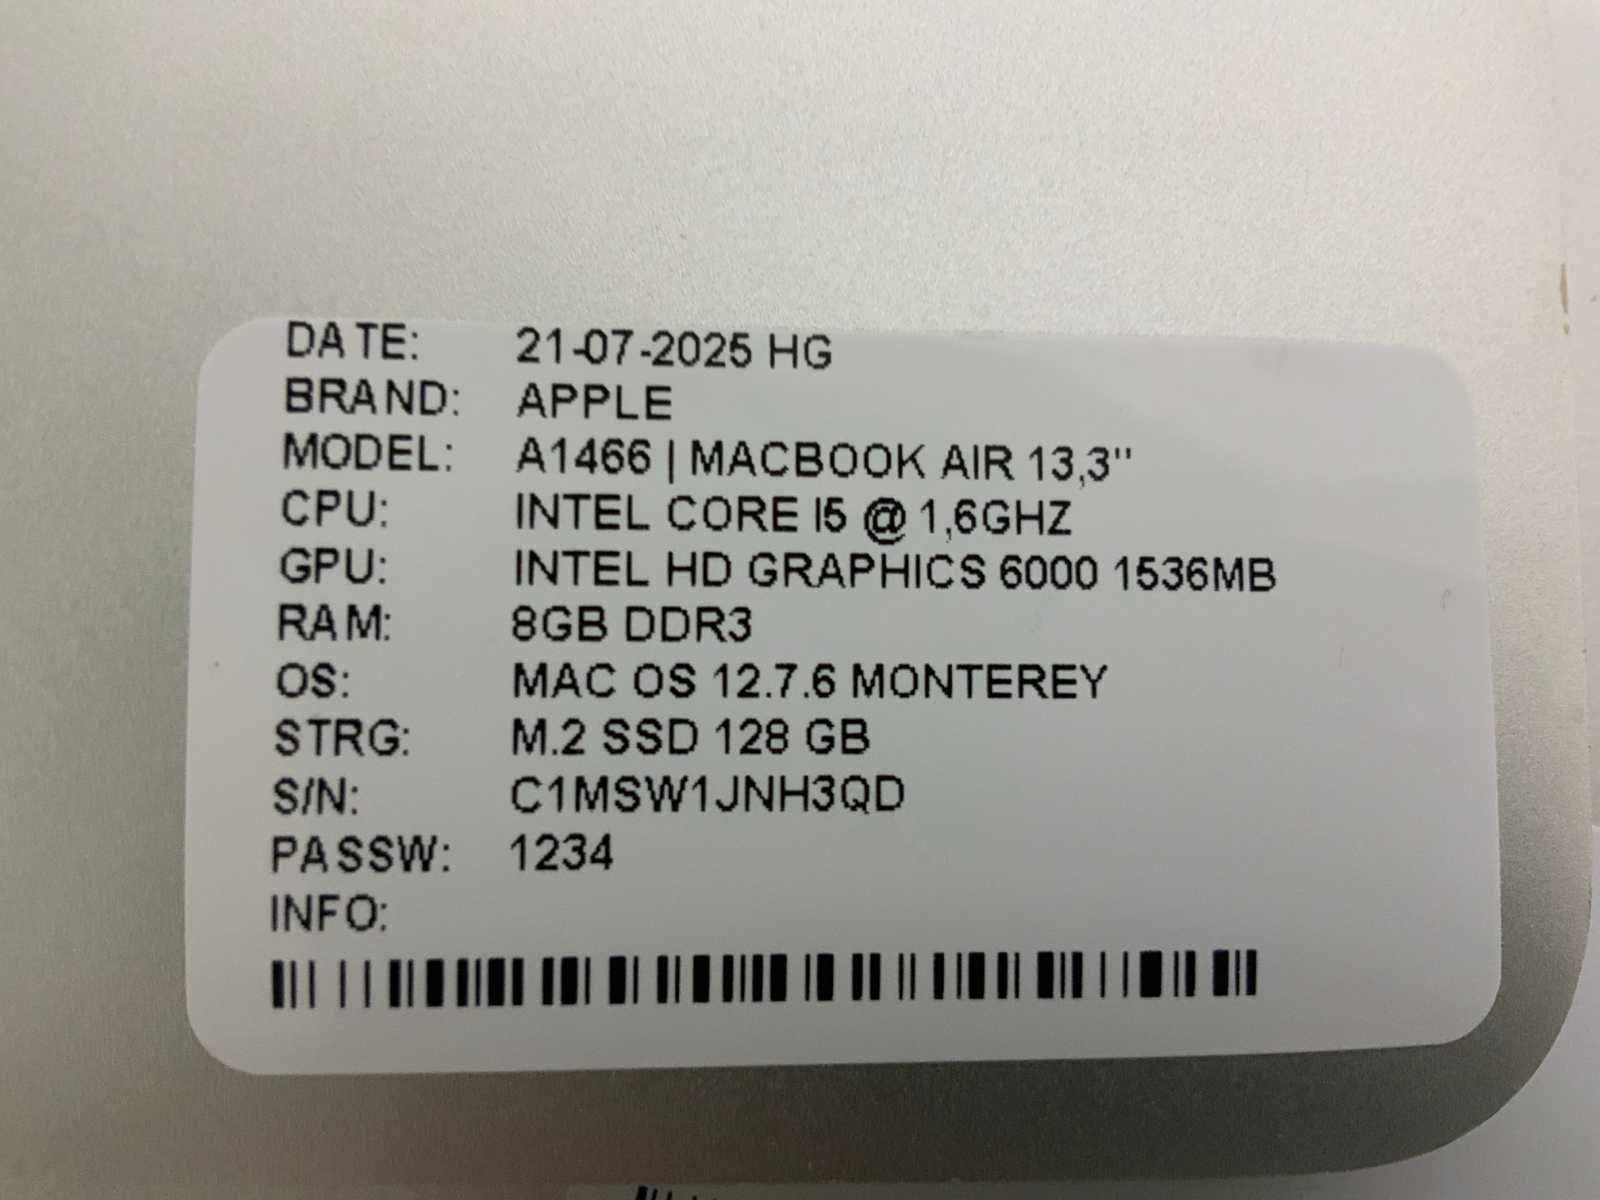 DATE: 21-07-2025 HG
BRAND: APPLE
MODEL: A1466 | MACBOOK AIR 13,3"
CPU: INTEL CORE I5 @ 1,6GHZ
GPU: INTEL HD GRAPHICS 6000 1536MB
RAM: 8GB DDR3
OS: MAC OS 12.7.6 MONTEREY
STRG: M.2 SSD 128 GB
S/N: C1MSW1JNH3QD
PASSW: 1234
INFO: